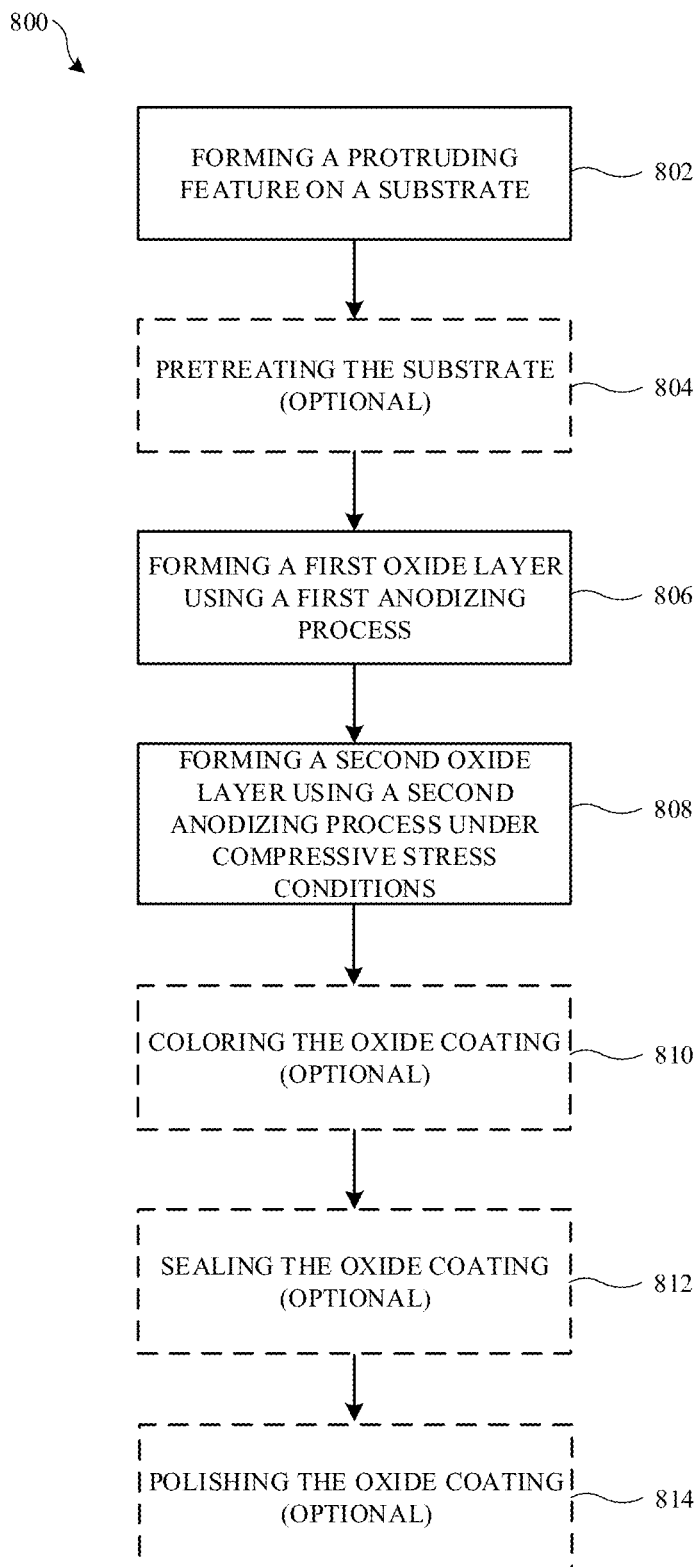 800
FORMING A PROTRUDING
FEATURE ON A SUBSTRATE
802
PRETREATING THE SUBSTRATE
(OPTIONAL)
804
FORMING A FIRST OXIDE LAYER
USING A FIRST ANODIZING
PROCESS
806
FORMING A SECOND OXIDE
LAYER USING A SECOND
ANODIZING PROCESS UNDER
COMPRESSIVE STRESS
CONDITIONS
808
COLORING THE OXIDE COATING
(OPTIONAL)
810
SEALING THE OXIDE COATING
(OPTIONAL)
812
POLISHING THE OXIDE COATING
(OPTIONAL)
814